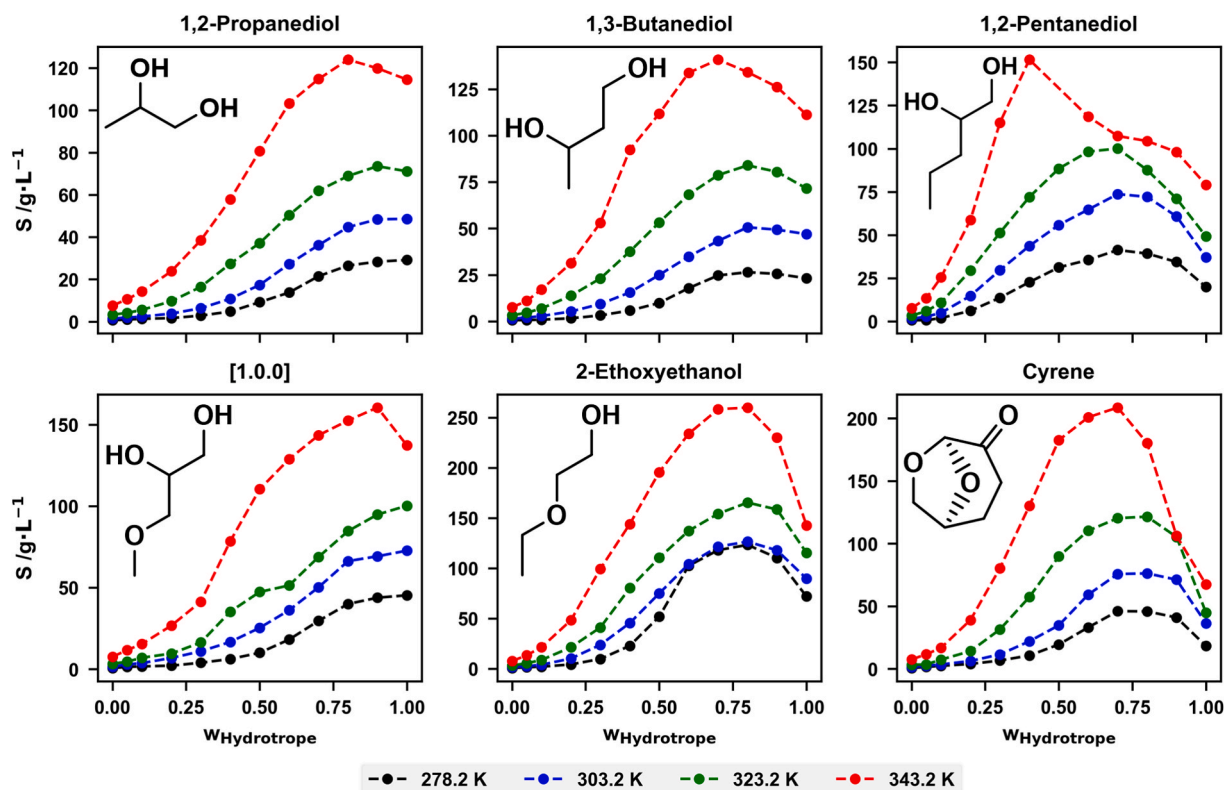 1,2-Propanediol
1,3-Butanediol
1,2-Pentanediol
S /g·L⁻¹
120
100
80
60
40
20
0
OH
OH
125
100
75
50
25
0
OH
HO
150
125
100
75
50
25
0
OH
HO
[1.0.0]
2-Ethoxyethanol
Cyrene
S /g·L⁻¹
150
100
50
0
OH
HO
O
250
200
150
100
50
0
OH
O
200
150
100
50
0
O
O
O
0.00 0.25 0.50 0.75 1.00
0.00 0.25 0.50 0.75 1.00
0.00 0.25 0.50 0.75 1.00
wHydrotrope
wHydrotrope
wHydrotrope
278.2 K 303.2 K 323.2 K 343.2 K